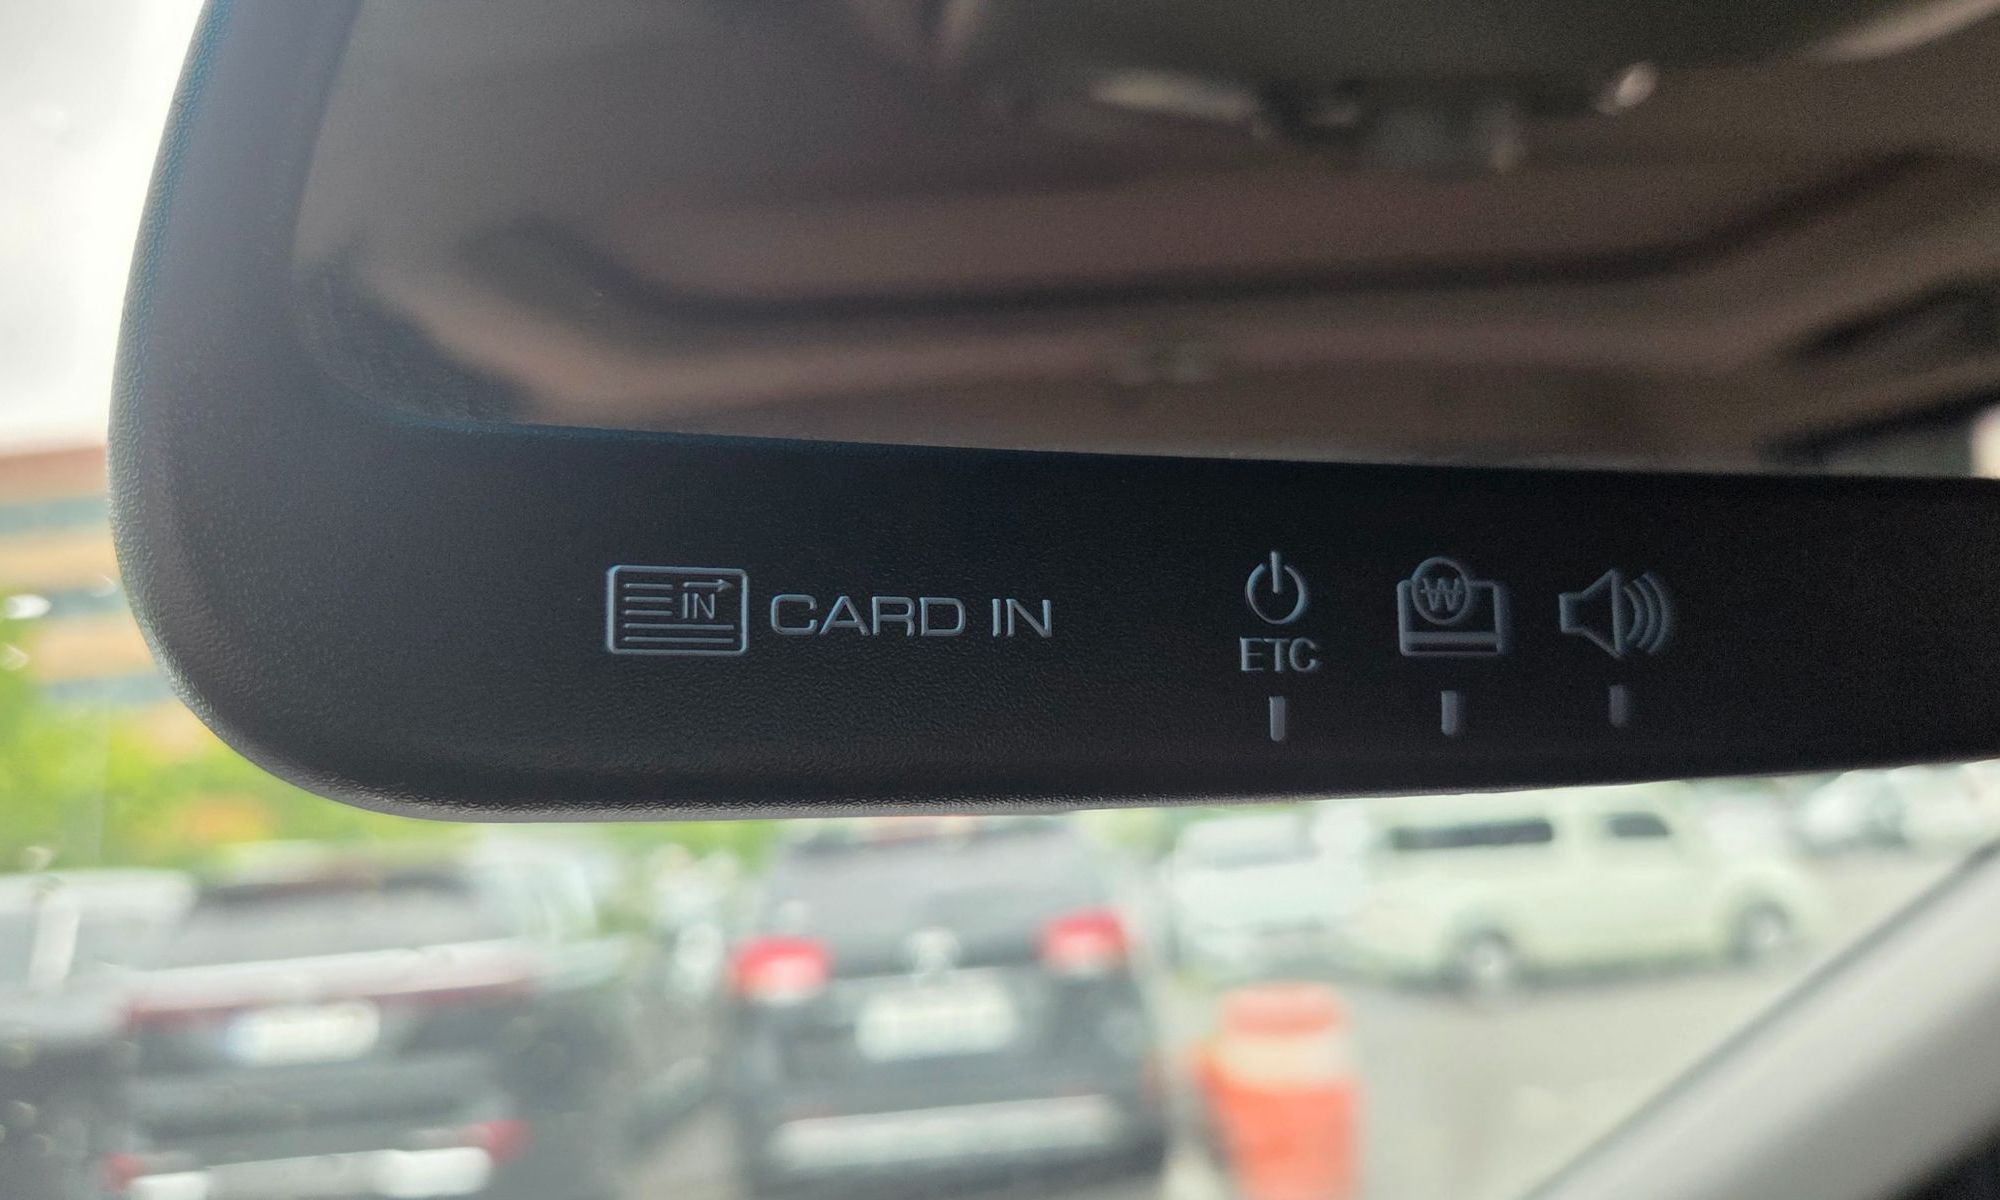 IN CARD IN
ETC
₩